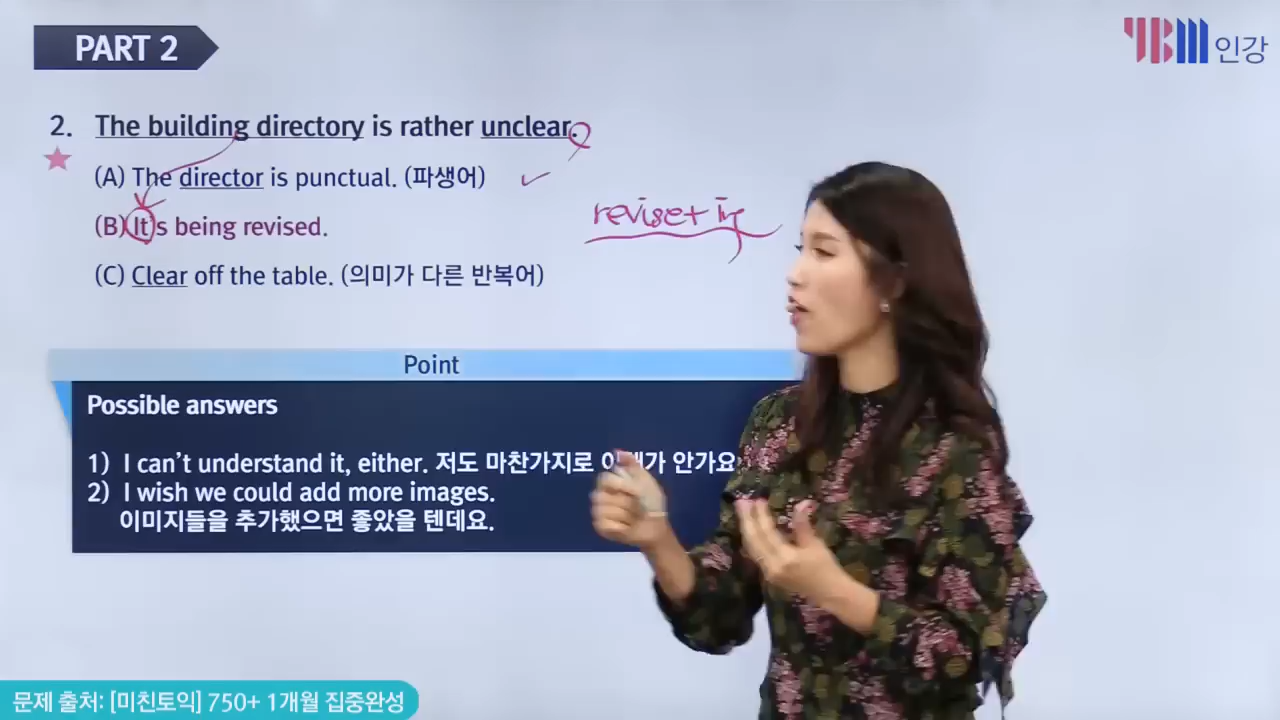 PART 2
YBM 인강
2. The building directory is rather unclear.
(A) The director is punctual. (파생어)
revise+ing
(B) It's being revised.
(C) Clear off the table. (의미가 다른 반복어)
Point
Possible answers
1) I can't understand it, either. 저도 마찬가지로 안가요
2) I wish we could add more images.
이미지들을 추가했으면 좋았을 텐데요.
문제 출처: [미친토익] 750+ 1개월 집중완성